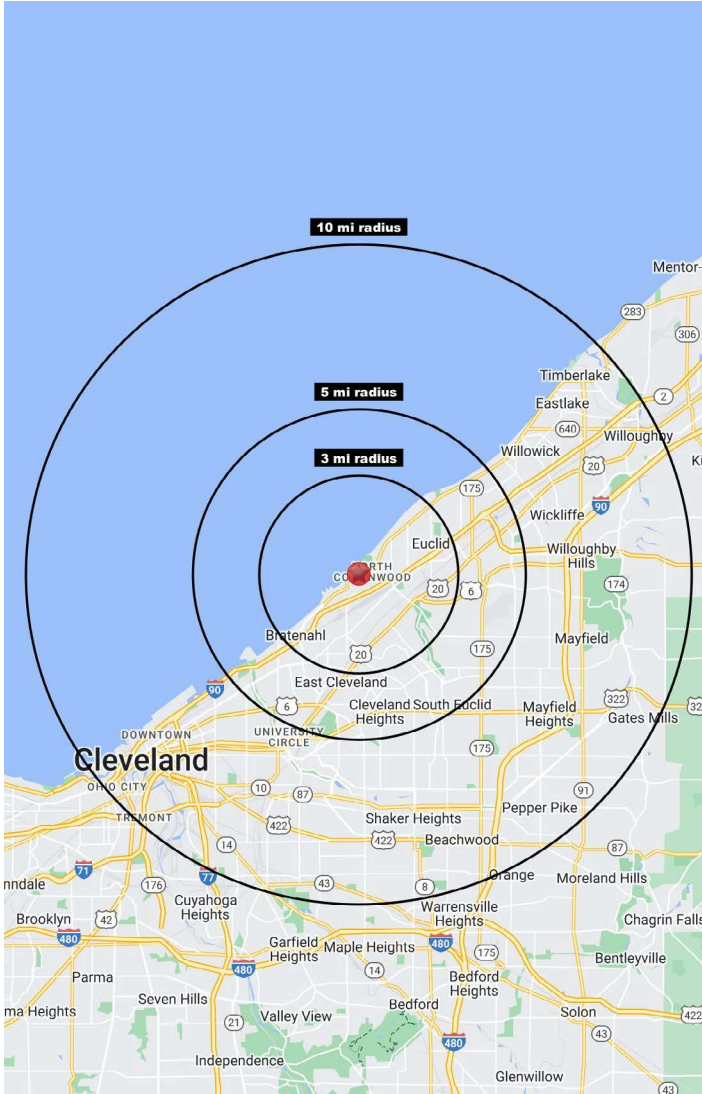 10 mi radius
Mentor-
283
306
5 mi radius
Timberlake
2
Eastlake
640
Willoughby
3 mi radius
Willowick
20
Ki
175
90
Wickliffe
Euclid
Willoughby
Hills
NORTH
COLLINWOOD
20
6
174
Bratenahl
Mayfield
20
175
East Cleveland
90
322
32
6
Cleveland
Heights
South Euclid
Mayfield
Heights
Gates Mills
DOWNTOWN
UNIVERSITY
CIRCLE
175
Cleveland
OHIO CITY
10
87
91
Pepper Pike
TREMONT
422
Shaker Heights
14
422
Beachwood
87
71
77
Orange
Moreland Hills
nndale
176
43
8
Cuyahoga
Heights
Warrensville
Heights
Brooklyn
42
Chagrin Falls
480
Garfield
Heights
Maple Heights
480
175
Bentleyville
480
14
Parma
Bedford
Heights
Seven Hills
Bedford
ma Heights
Valley View
Solon
422
21
43
480
Independence
Glenwillow
43